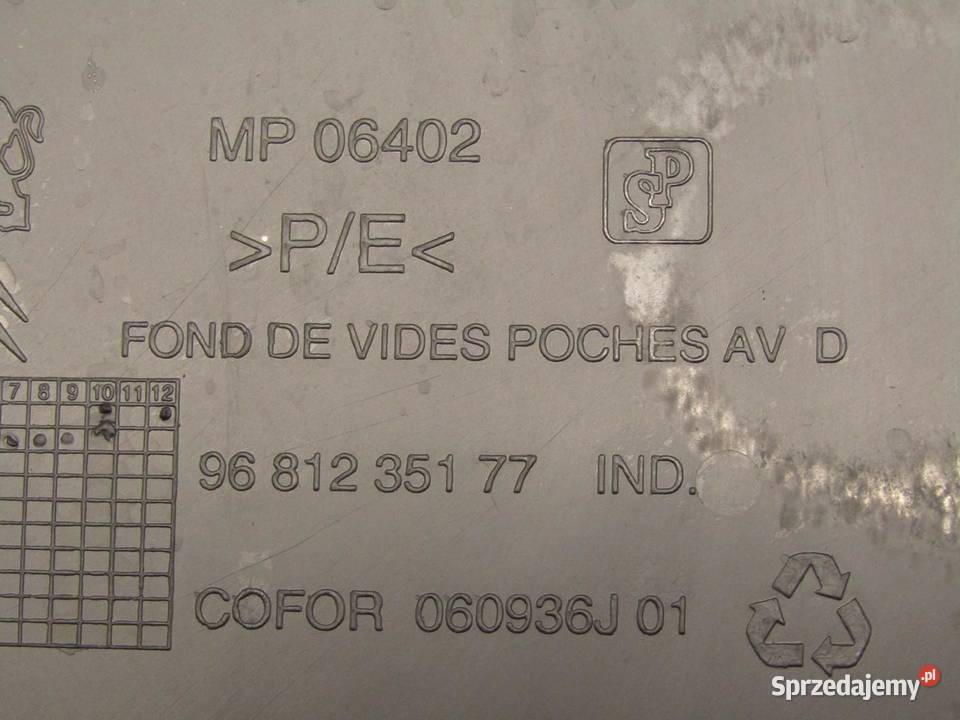 MP 06402
SP
>P/E<
FOND DE VIDES POCHES AV D
7 8 9 10 11 12
96 812 351 77 IND.
COFOR 060936J 01
Sprzedajemy.pl